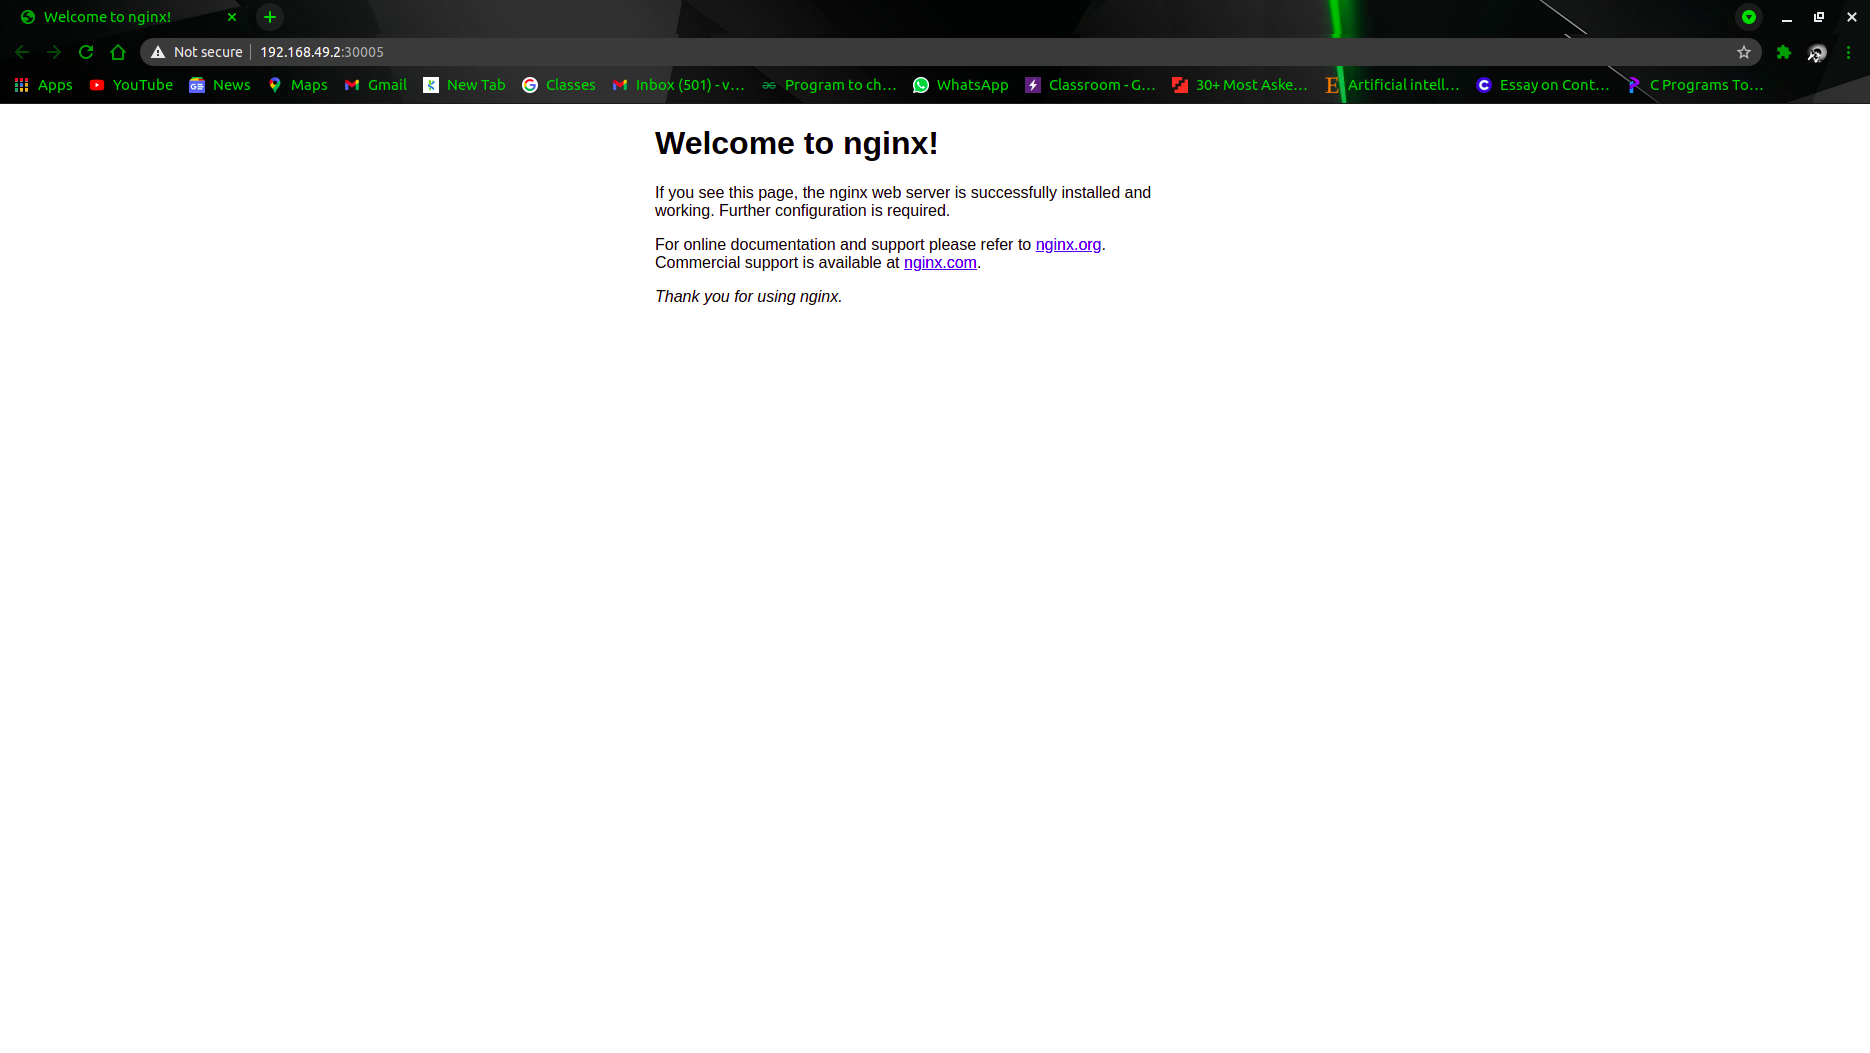 Welcome to nginx!
Not secure 192.168.49.2:30005
Apps YouTube News Maps Gmail New Tab Classes Inbox (501) - v... Program to ch... WhatsApp Classroom - G... 30+ Most Aske... Artificial intell... Essay on Cont... C Programs To...
Welcome to nginx!
If you see this page, the nginx web server is successfully installed and
working. Further configuration is required.
For online documentation and support please refer to nginx.org.
Commercial support is available at nginx.com.
Thank you for using nginx.